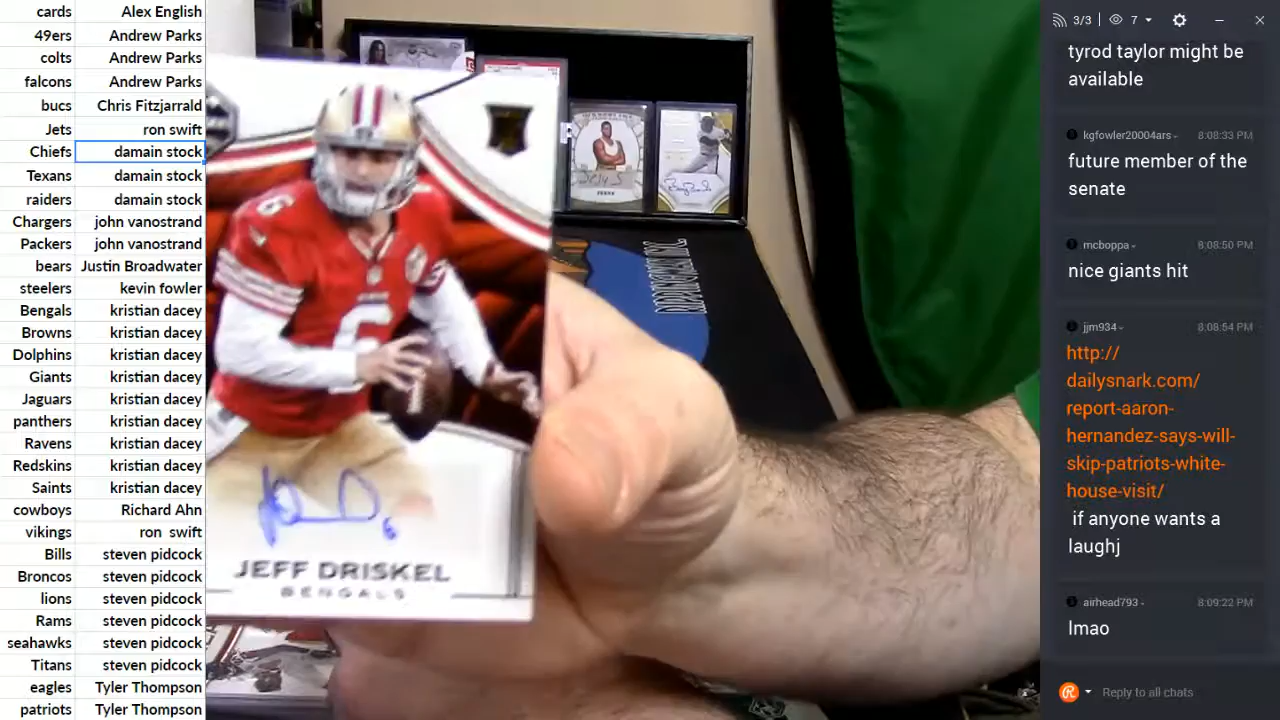 cards Alex English
49ers Andrew Parks
colts Andrew Parks
falcons Andrew Parks
bucs Chris Fitzjarrald
Jets ron swift
Chiefs damain stock
Texans damain stock
raiders damain stock
Chargers john vanostrand
Packers john vanostrand
bears Justin Broadwater
steelers kevin fowler
Bengals kristian dacey
Browns kristian dacey
Dolphins kristian dacey
Giants kristian dacey
Jaguars kristian dacey
panthers kristian dacey
Ravens kristian dacey
Redskins kristian dacey
Saints kristian dacey
cowboys Richard Ahn
vikings ron swift
Bills steven pidcock
Broncos steven pidcock
lions steven pidcock
Rams steven pidcock
seahawks steven pidcock
Titans steven pidcock
eagles Tyler Thompson
patriots Tyler Thompson
6
6
6
JEFF DRISKEL
BENGALS
3/3 7
tyrod taylor might be
available
kgfowler20004ars 8:08:33 PM
future member of the
senate
mcboppa 8:08:50 PM
nice giants hit
jjm934 8:08:54 PM
http://
dailysnark.com/
report-aaron-
hernandez-says-will-
skip-patriots-white-
house-visit/
if anyone wants a
laughj
airhead793 8:09:22 PM
lmao
Reply to all chats